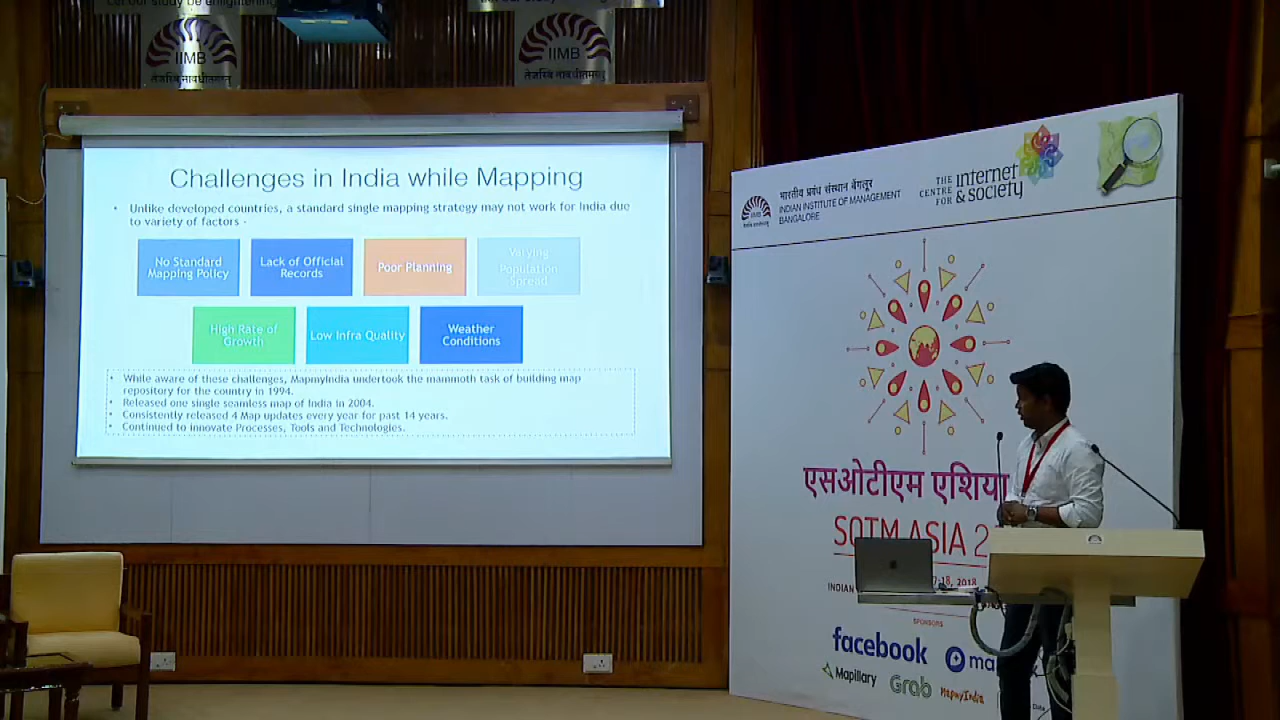 Let our study be enlightening
IIMB
तेजस्वि नावधीतमस्तु
IIMB
तेजस्वि नावधीतमस्तु
Challenges in India while Mapping
• Unlike developed countries, a standard single mapping strategy may not work for India due
to variety of factors -
No Standard
Mapping Policy
Lack of Official
Records
Poor Planning
Varying
Population
Spread
High Rate of
Growth
Low Infra Quality
Weather
Conditions
• While aware of these challenges, MapmyIndia undertook the mammoth task of building map
repository for the country in 1994.
• Released one single seamless map of India in 2004.
• Consistently released 4 Map updates every year for past 14 years.
• Continued to innovate Processes, Tools and Technologies.
भारतीय प्रबंध संस्थान बेंगलूर
INDIAN INSTITUTE OF MANAGEMENT
BANGALORE
THE
CENTRE
FOR
internet
& society
एसओटीएम एशिया
SOTM ASIA 2
INDIAN
18, 2018
SPONSORS
facebook
ma
Mapillary
Grab
MapmyIndia
Data